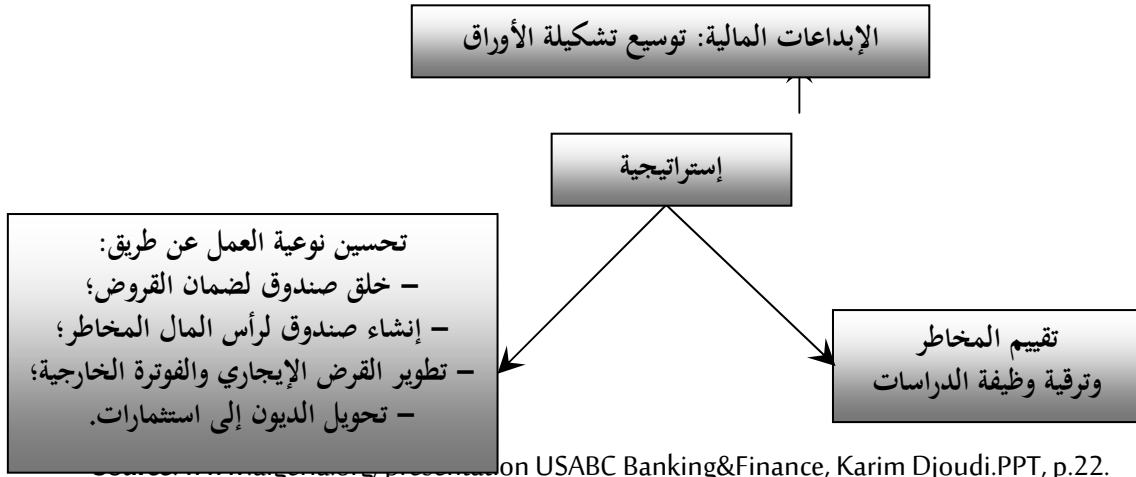 الإبداعات المالية: توسيع تشكيلة الأوراق
إستراتيجية
تحسين نوعية العمل عن طريق:
– خلق صندوق لضمان القروض؛
– إنشاء صندوق لرأس المال المخاطر؛
– تطوير القرض الإيجاري والفوترة الخارجية؛
– تحويل الديون إلى استثمارات.
تقييم المخاطر
وترقية وظيفة الدراسات
USABC Banking&Finance, Karim Djoudi.PPT, p.22.